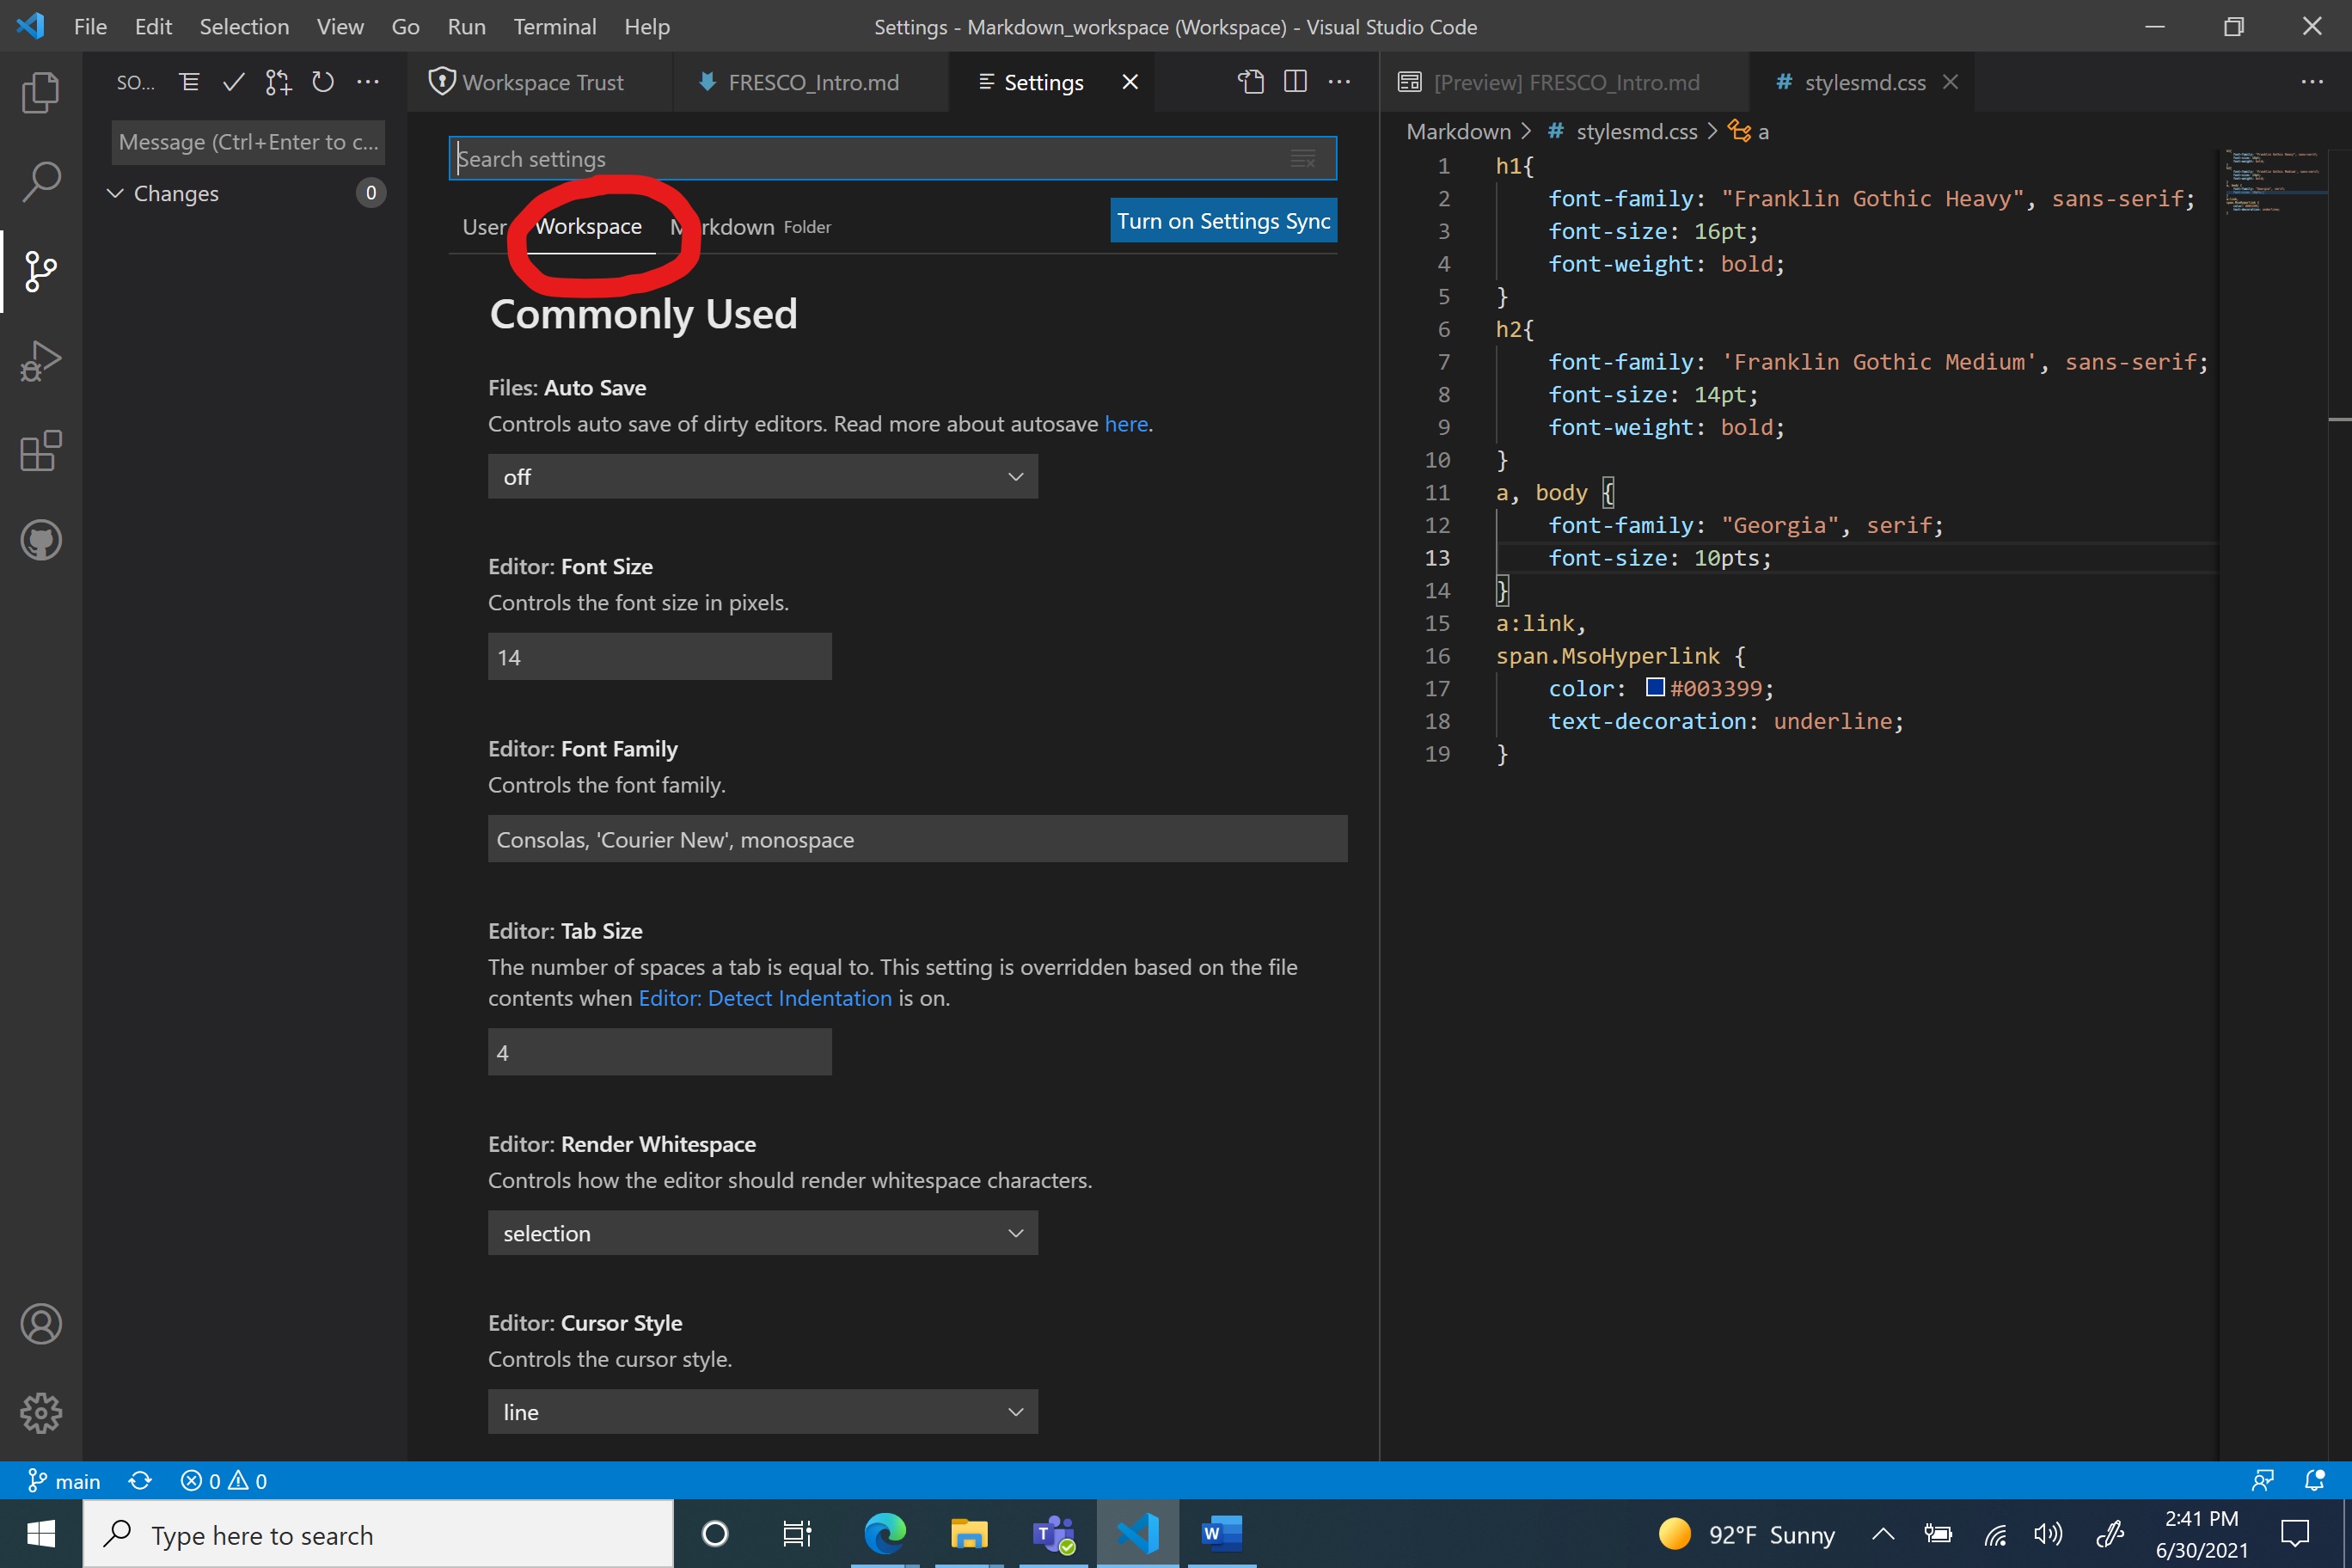 File Edit Selection View Go Run Terminal Help
Settings - Markdown_workspace (Workspace) - Visual Studio Code
SO...
Message (Ctrl+Enter to c...
Changes
0
Workspace Trust
FRESCO_Intro.md
Settings
Search settings
User Workspace Markdown Folder
Turn on Settings Sync
Commonly Used
Files: Auto Save
Controls auto save of dirty editors. Read more about autosave here.
off
Editor: Font Size
Controls the font size in pixels.
14
Editor: Font Family
Controls the font family.
Consolas, 'Courier New', monospace
Editor: Tab Size
The number of spaces a tab is equal to. This setting is overridden based on the file
contents when Editor: Detect Indentation is on.
4
Editor: Render Whitespace
Controls how the editor should render whitespace characters.
selection
Editor: Cursor Style
Controls the cursor style.
line
[Preview] FRESCO_Intro.md
# stylesmd.css
Markdown > # stylesmd.css > a
1 h1{
2 font-family: "Franklin Gothic Heavy", sans-serif;
3 font-size: 16pt;
4 font-weight: bold;
5 }
6 h2{
7 font-family: 'Franklin Gothic Medium', sans-serif;
8 font-size: 14pt;
9 font-weight: bold;
10 }
11 a, body {
12 font-family: "Georgia", serif;
13 font-size: 10pts;
14 }
15 a:link,
16 span.MsoHyperlink {
17 color: #003399;
18 text-decoration: underline;
19 }
main 0 0
Type here to search
92°F Sunny
2:41 PM
6/30/2021